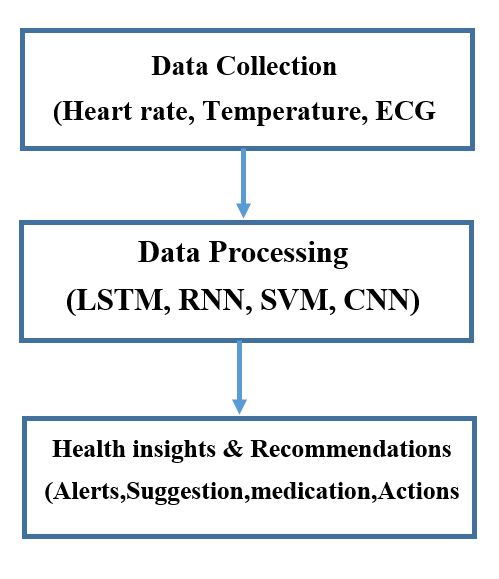 Data Collection
(Heart rate, Temperature, ECG
Data Processing
(LSTM, RNN, SVM, CNN)
Health insights & Recommendations
(Alerts,Suggestion,medication,Actions